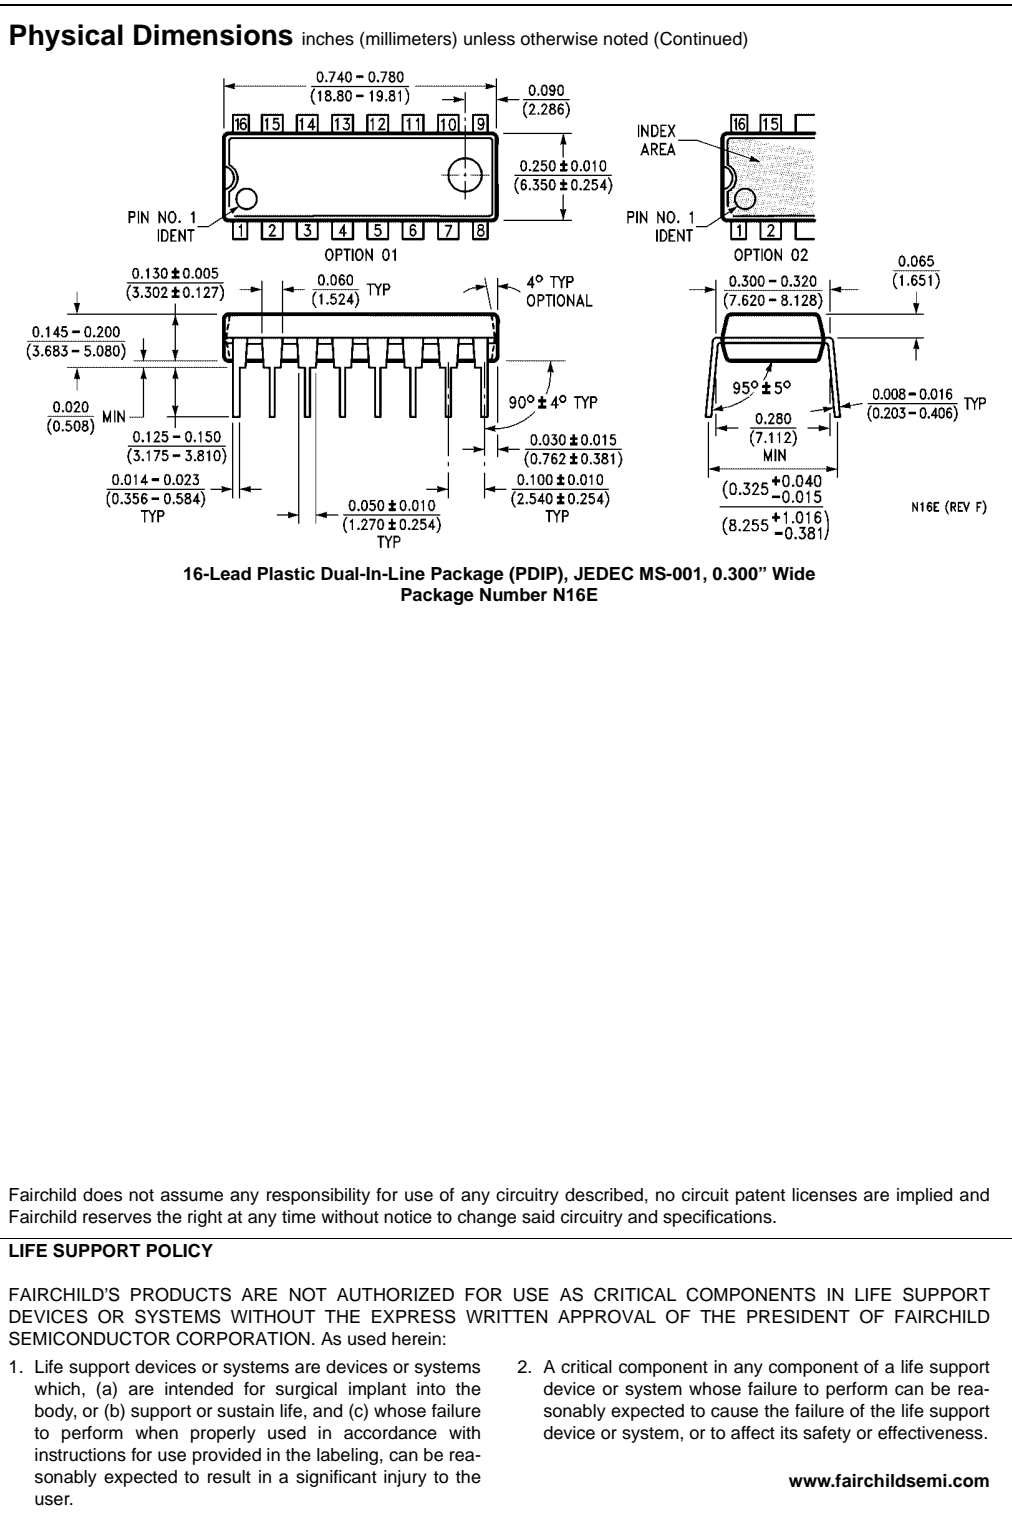 Physical Dimensions inches (millimeters) unless otherwise noted (Continued)
0.740 – 0.780
(18.80 – 19.81)
0.090
(2.286)
16 15 14 13 12 11 10 9
0.250 ± 0.010
(6.350 ± 0.254)
PIN NO. 1
IDENT
1 2 3 4 5 6 7 8
OPTION 01
INDEX
AREA
16 15
PIN NO. 1
IDENT
1 2
OPTION 02
0.130 ± 0.005
(3.302 ± 0.127)
0.060
(1.524)
TYP
4° TYP
OPTIONAL
0.145 – 0.200
(3.683 – 5.080)
0.020
(0.508)
MIN
0.125 – 0.150
(3.175 – 3.810)
0.014 – 0.023
(0.356 – 0.584)
TYP
0.050 ± 0.010
(1.270 ± 0.254)
TYP
90° ± 4° TYP
0.030 ± 0.015
(0.762 ± 0.381)
0.100 ± 0.010
(2.540 ± 0.254)
TYP
0.300 – 0.320
(7.620 – 8.128)
0.065
(1.651)
95° ± 5°
0.008 – 0.016
(0.203 – 0.406)
TYP
0.280
(7.112)
MIN
(0.325 +0.040
–0.015
(8.255 +1.016
–0.381)
N16E (REV F)
16-Lead Plastic Dual-In-Line Package (PDIP), JEDEC MS-001, 0.300” Wide
Package Number N16E
Fairchild does not assume any responsibility for use of any circuitry described, no circuit patent licenses are implied and
Fairchild reserves the right at any time without notice to change said circuitry and specifications.
LIFE SUPPORT POLICY
FAIRCHILD’S PRODUCTS ARE NOT AUTHORIZED FOR USE AS CRITICAL COMPONENTS IN LIFE SUPPORT
DEVICES OR SYSTEMS WITHOUT THE EXPRESS WRITTEN APPROVAL OF THE PRESIDENT OF FAIRCHILD
SEMICONDUCTOR CORPORATION. As used herein:
1. Life support devices or systems are devices or systems
which, (a) are intended for surgical implant into the
body, or (b) support or sustain life, and (c) whose failure
to perform when properly used in accordance with
instructions for use provided in the labeling, can be rea-
sonably expected to result in a significant injury to the
user.
2. A critical component in any component of a life support
device or system whose failure to perform can be rea-
sonably expected to cause the failure of the life support
device or system, or to affect its safety or effectiveness.
www.fairchildsemi.com